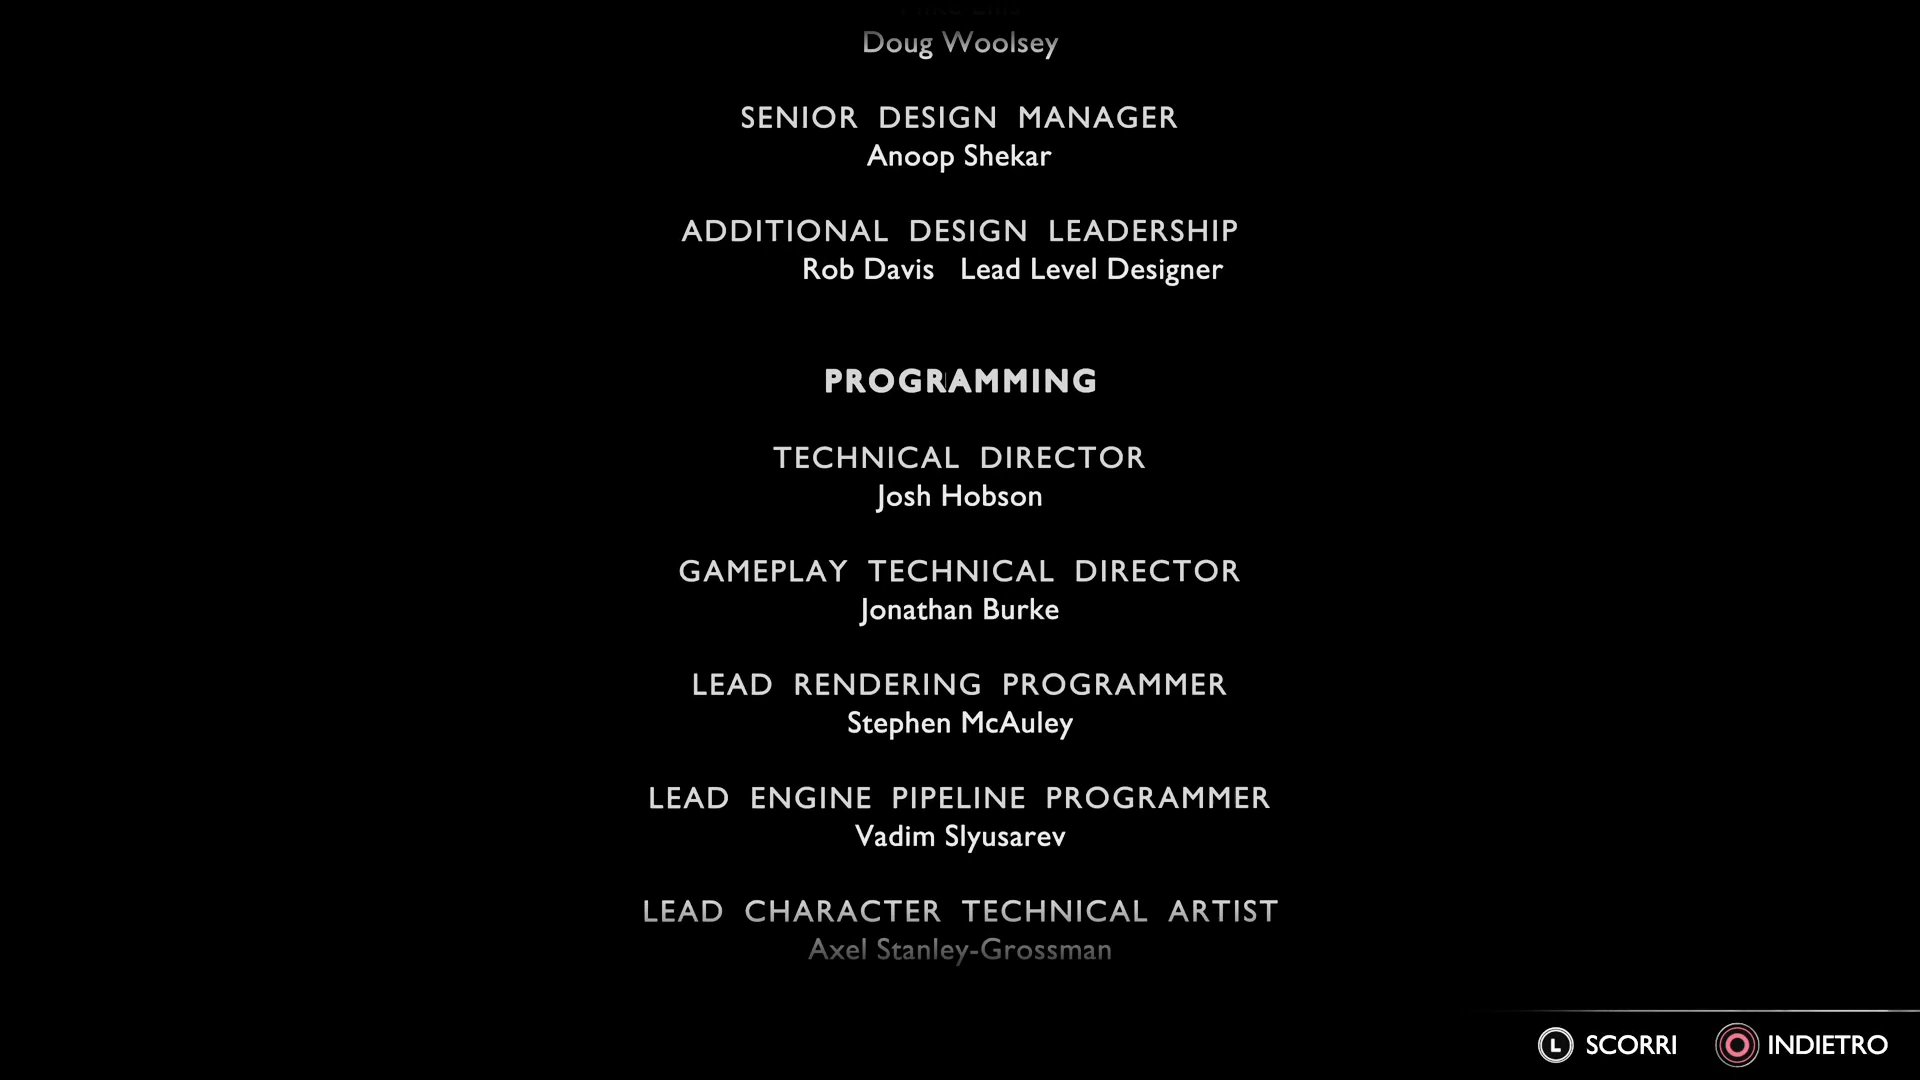 Doug Woolsey
SENIOR DESIGN MANAGER
Anoop Shekar
ADDITIONAL DESIGN LEADERSHIP
Rob Davis Lead Level Designer
PROGRAMMING
TECHNICAL DIRECTOR
Josh Hobson
GAMEPLAY TECHNICAL DIRECTOR
Jonathan Burke
LEAD RENDERING PROGRAMMER
Stephen McAuley
LEAD ENGINE PIPELINE PROGRAMMER
Vadim Slyusarev
LEAD CHARACTER TECHNICAL ARTIST
Axel Stanley-Grossman
L SCORRI INDIETRO